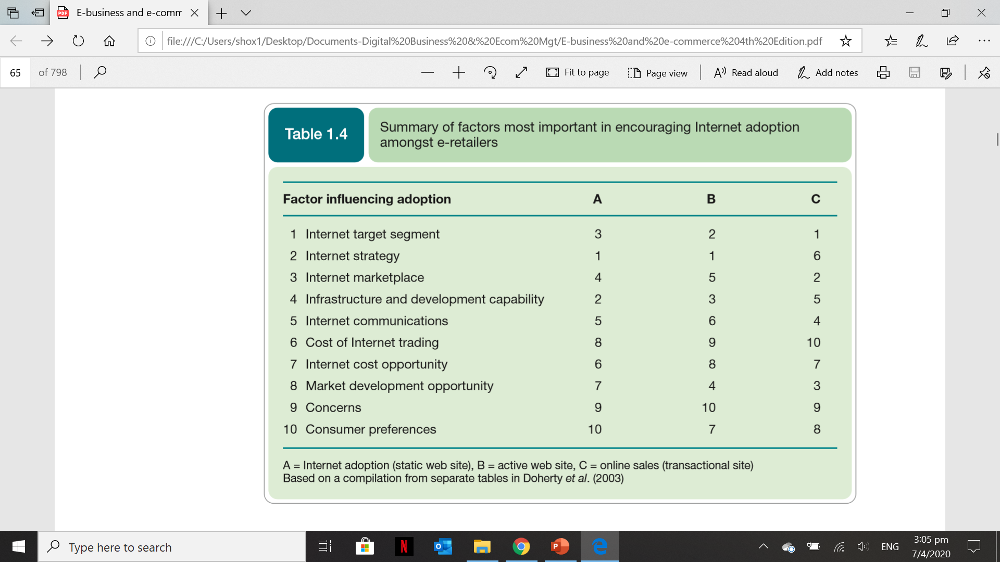 E-business and e-comm
file:///C:/Users/shox1/Desktop/Documents-Digital%20Business%20&%20Ecom%20Mgt/E-business%20and%20e-commerce%204th%20Edition.pdf
65 of 798 Fit to page Page view Read aloud Add notes
Table 1.4
Summary of factors most important in encouraging Internet adoption
amongst e-retailers
Factor influencing adoption A B C
1 Internet target segment 3 2 1
2 Internet strategy 1 1 6
3 Internet marketplace 4 5 2
4 Infrastructure and development capability 2 3 5
5 Internet communications 5 6 4
6 Cost of Internet trading 8 9 10
7 Internet cost opportunity 6 8 7
8 Market development opportunity 7 4 3
9 Concerns 9 10 9
10 Consumer preferences 10 7 8
A = Internet adoption (static web site), B = active web site, C = online sales (transactional site)
Based on a compilation from separate tables in Doherty et al. (2003)
Type here to search
ENG
3:05 pm
7/4/2020